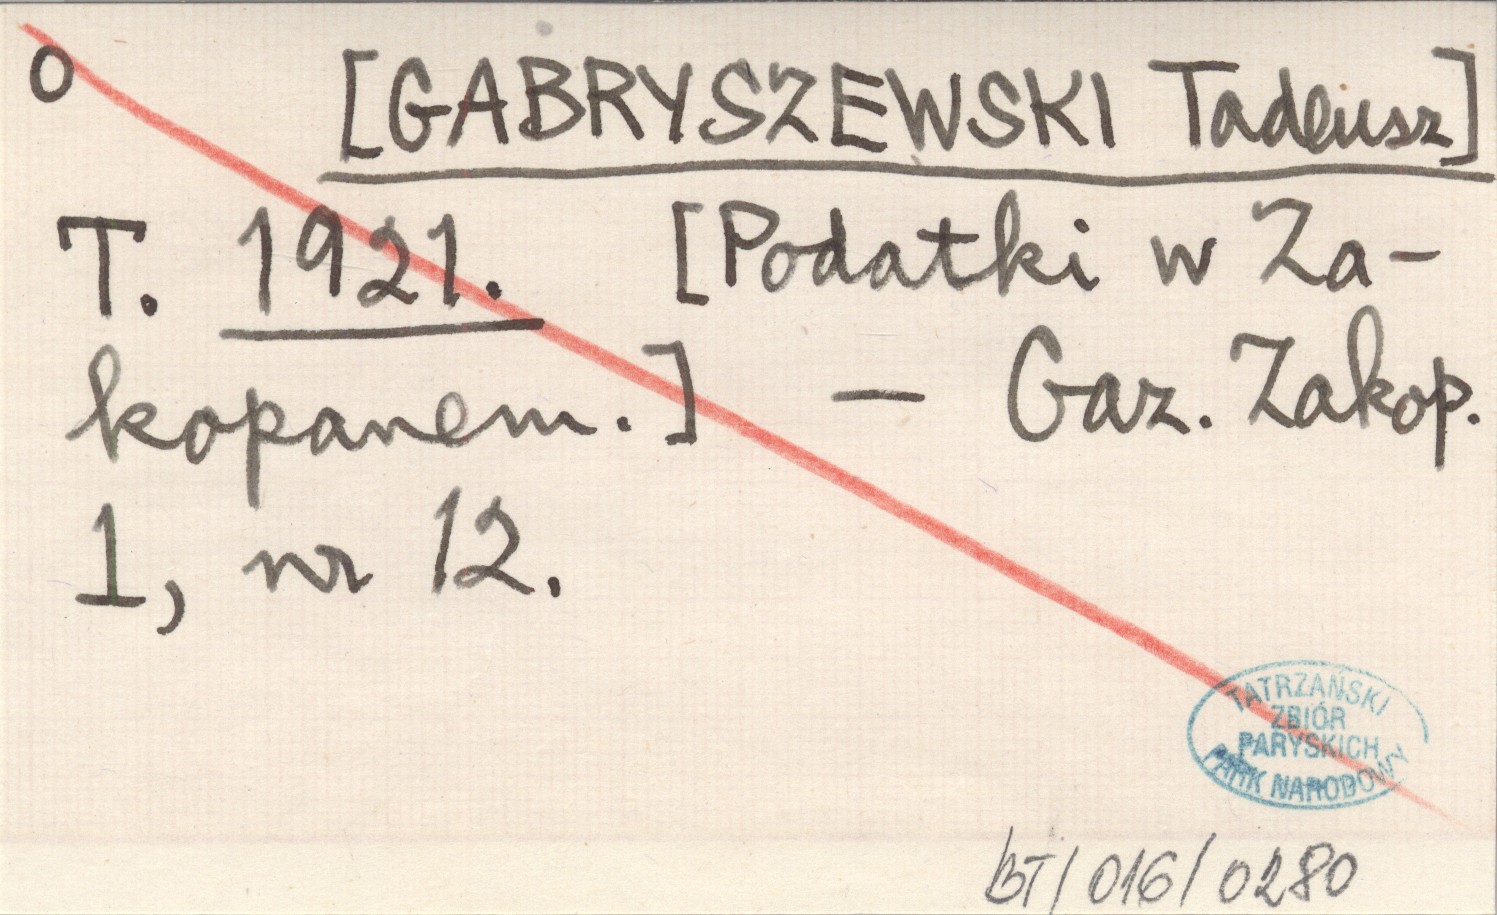 o [GABRYSZEWSKI Tadeusz]
T. 1921. [Podatki w Za-
kopanem.] — Gaz. Zakop.
1, nr 12.
TATRZAŃSKI
ZBIÓR
PARYSKICH
PARK NARODOWY
BT/016/0280